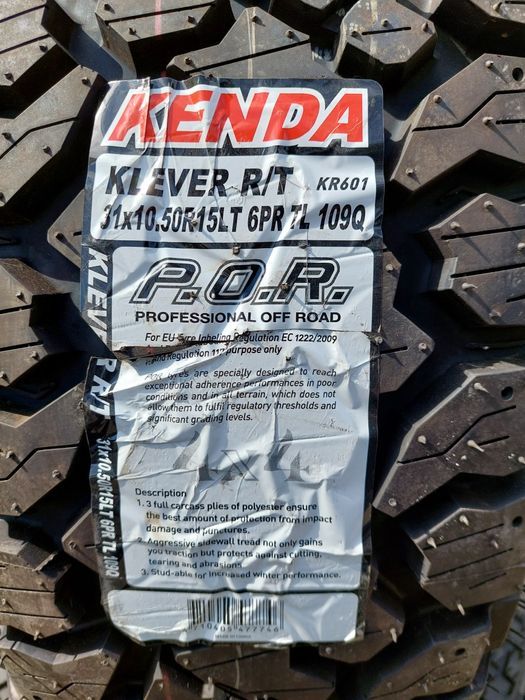 KENDA
KLEVER R/T KR601
31x10.50R15LT 6PR TL 109Q
P.O.R.
PROFESSIONAL OFF ROAD
For EU Tyre labeling Regulation EC 1222/2009
and Regulation 117 purpose only
tyres are specially designed to reach
exceptional adherence performances in poor
conditions and in all terrain, which does not
allow them to fulfil regulatory thresholds and
significant grading levels.
4x4
Description
1. 3 full carcass plies of polyester ensure
the best amount of protection from impact
damage and punctures.
2. Aggressive sidewall tread not only gains
you traction but protects against cutting,
tearing and abrasions.
3. Stud-able for increased winter performance.
KLEV
R R/T
31x10.50R15LT 6PR TL 109Q